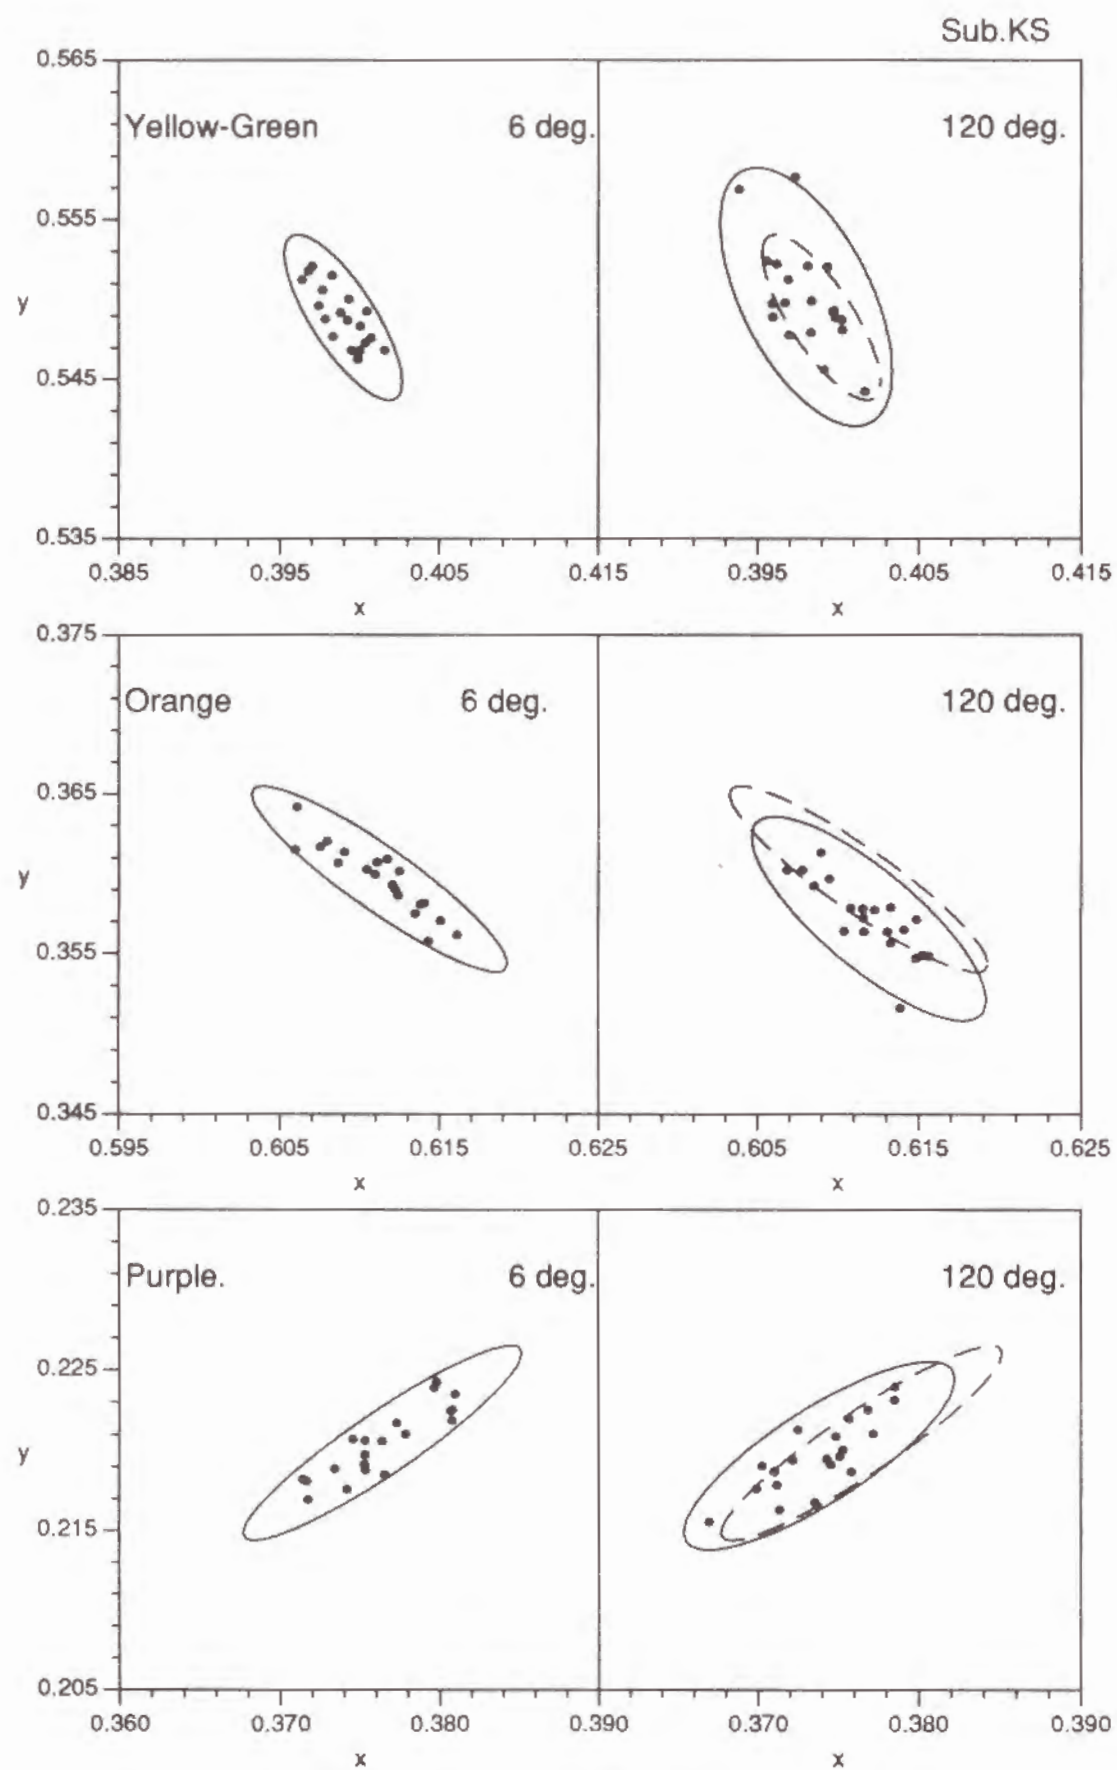 Sub.KS
0.565
Yellow-Green 6 deg. 120 deg.
0.555
y
0.545
0.535
0.385 0.395 0.405 0.415 0.395 0.405 0.415
x x
0.375
Orange 6 deg. 120 deg.
0.365
y
0.355
0.345
0.595 0.605 0.615 0.625 0.605 0.615 0.625
x x
0.235
Purple. 6 deg. 120 deg.
0.225
y
0.215
0.205
0.360 0.370 0.380 0.390 0.370 0.380 0.390
x x